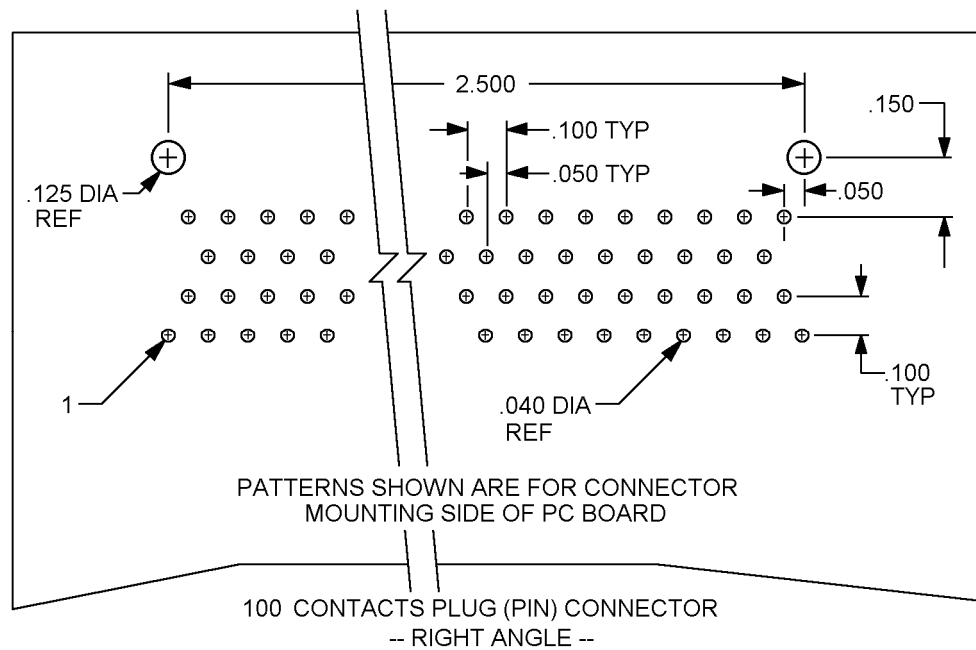 2.500
.150
.100 TYP
.050 TYP
.125 DIA
REF
.050
1
.040 DIA
REF
.100
TYP
PATTERNS SHOWN ARE FOR CONNECTOR
MOUNTING SIDE OF PC BOARD
100 CONTACTS PLUG (PIN) CONNECTOR
-- RIGHT ANGLE --